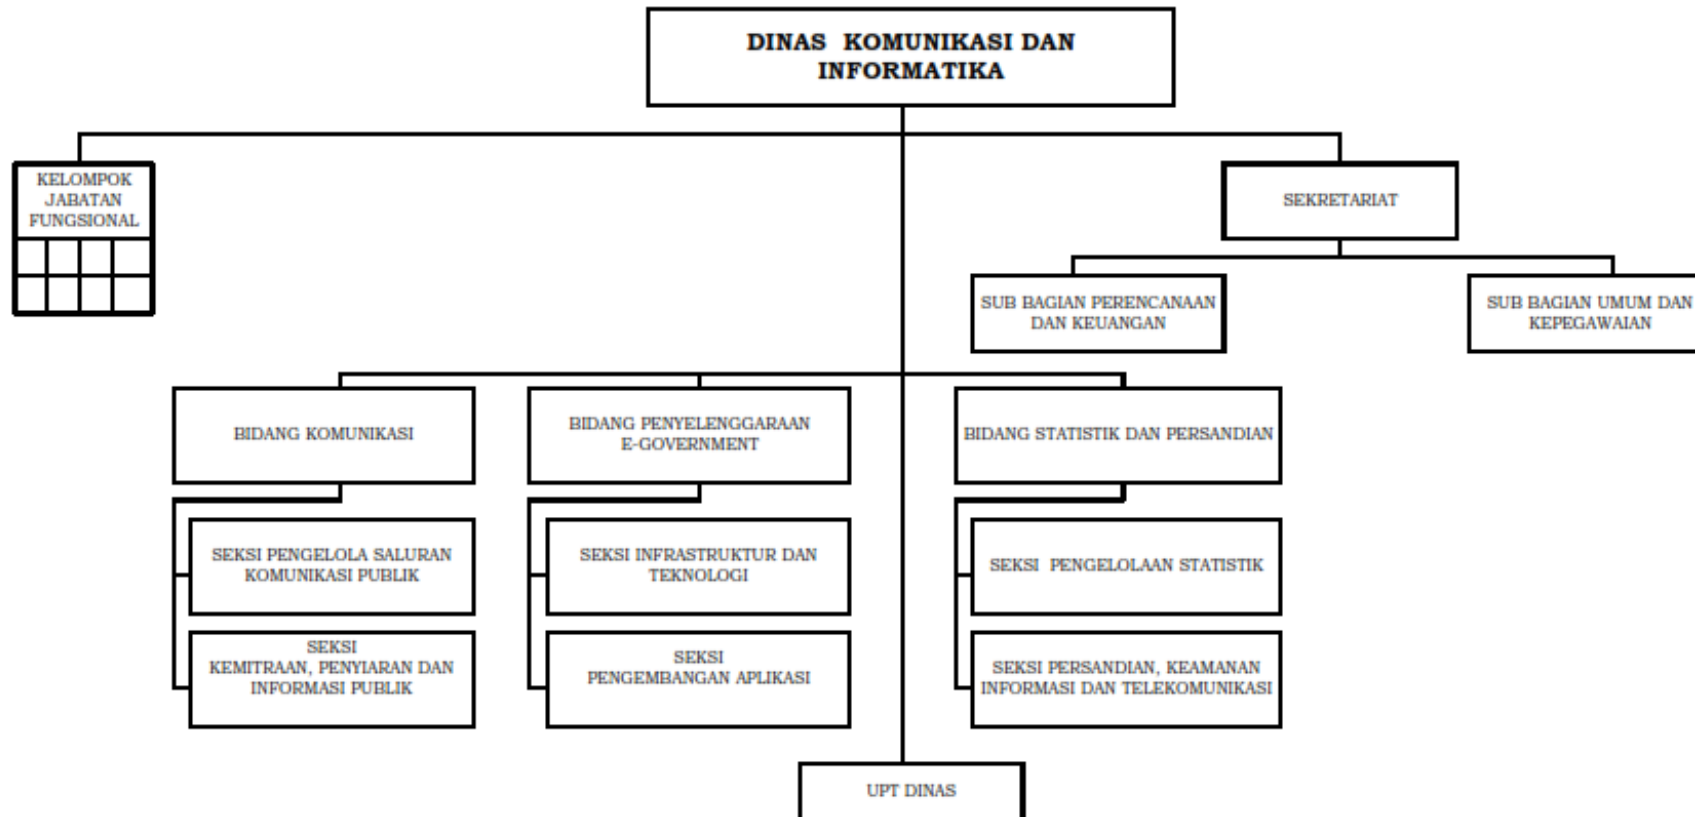 DINAS KOMUNIKASI DAN
INFORMATIKA
KELOMPOK
JABATAN
FUNGSIONAL
SEKRETARIAT
SUB BAGIAN PERENCANAAN
DAN KEUANGAN
SUB BAGIAN UMUM DAN
KEPEGAWAIAN
BIDANG KOMUNIKASI
BIDANG PENYELENGGARAAN
E-GOVERNMENT
BIDANG STATISTIK DAN PERSANDIAN
SEKSI PENGELOLA SALURAN
KOMUNIKASI PUBLIK
SEKSI INFRASTRUKTUR DAN
TEKNOLOGI
SEKSI PENGELOLAAN STATISTIK
SEKSI
KEMITRAAN, PENYIARAN DAN
INFORMASI PUBLIK
SEKSI
PENGEMBANGAN APLIKASI
SEKSI PERSANDIAN, KEAMANAN
INFORMASI DAN TELEKOMUNIKASI
UPT DINAS